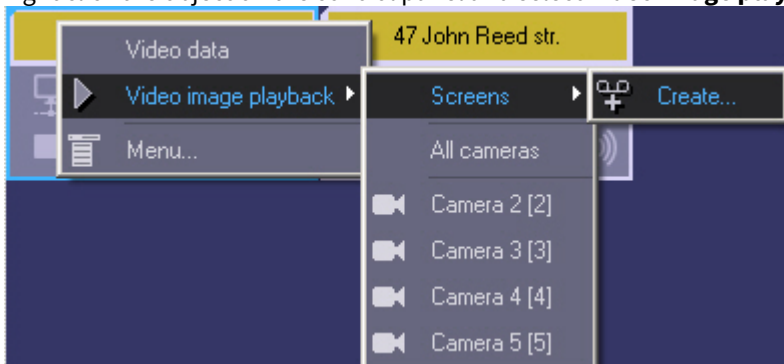 47 John Reed str.
Video data
Video image playback
Menu...
Screens
Create...
All cameras
Camera 2 [2]
Camera 3 [3]
Camera 4 [4]
Camera 5 [5]